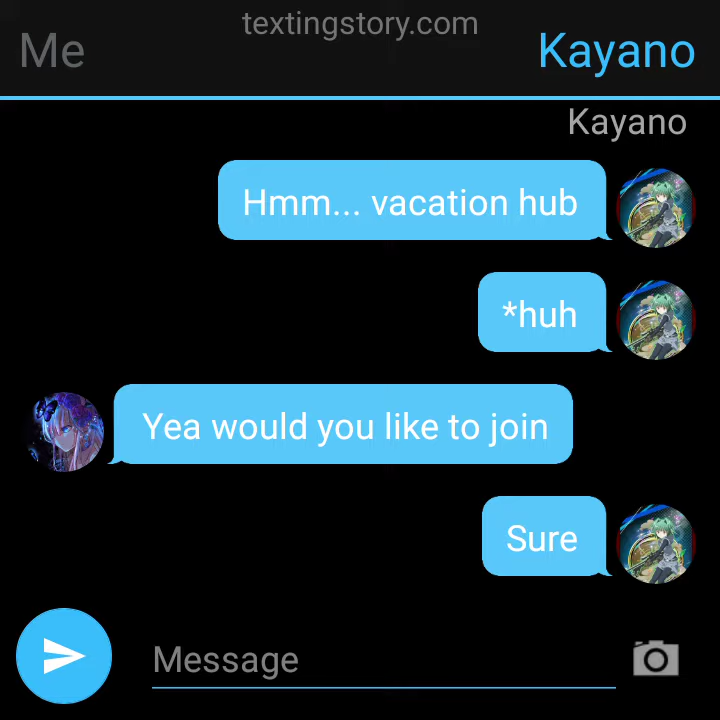 textingstory.com
Me
Kayano
Kayano
Hmm... vacation hub
*huh
Yea would you like to join
Sure
Message